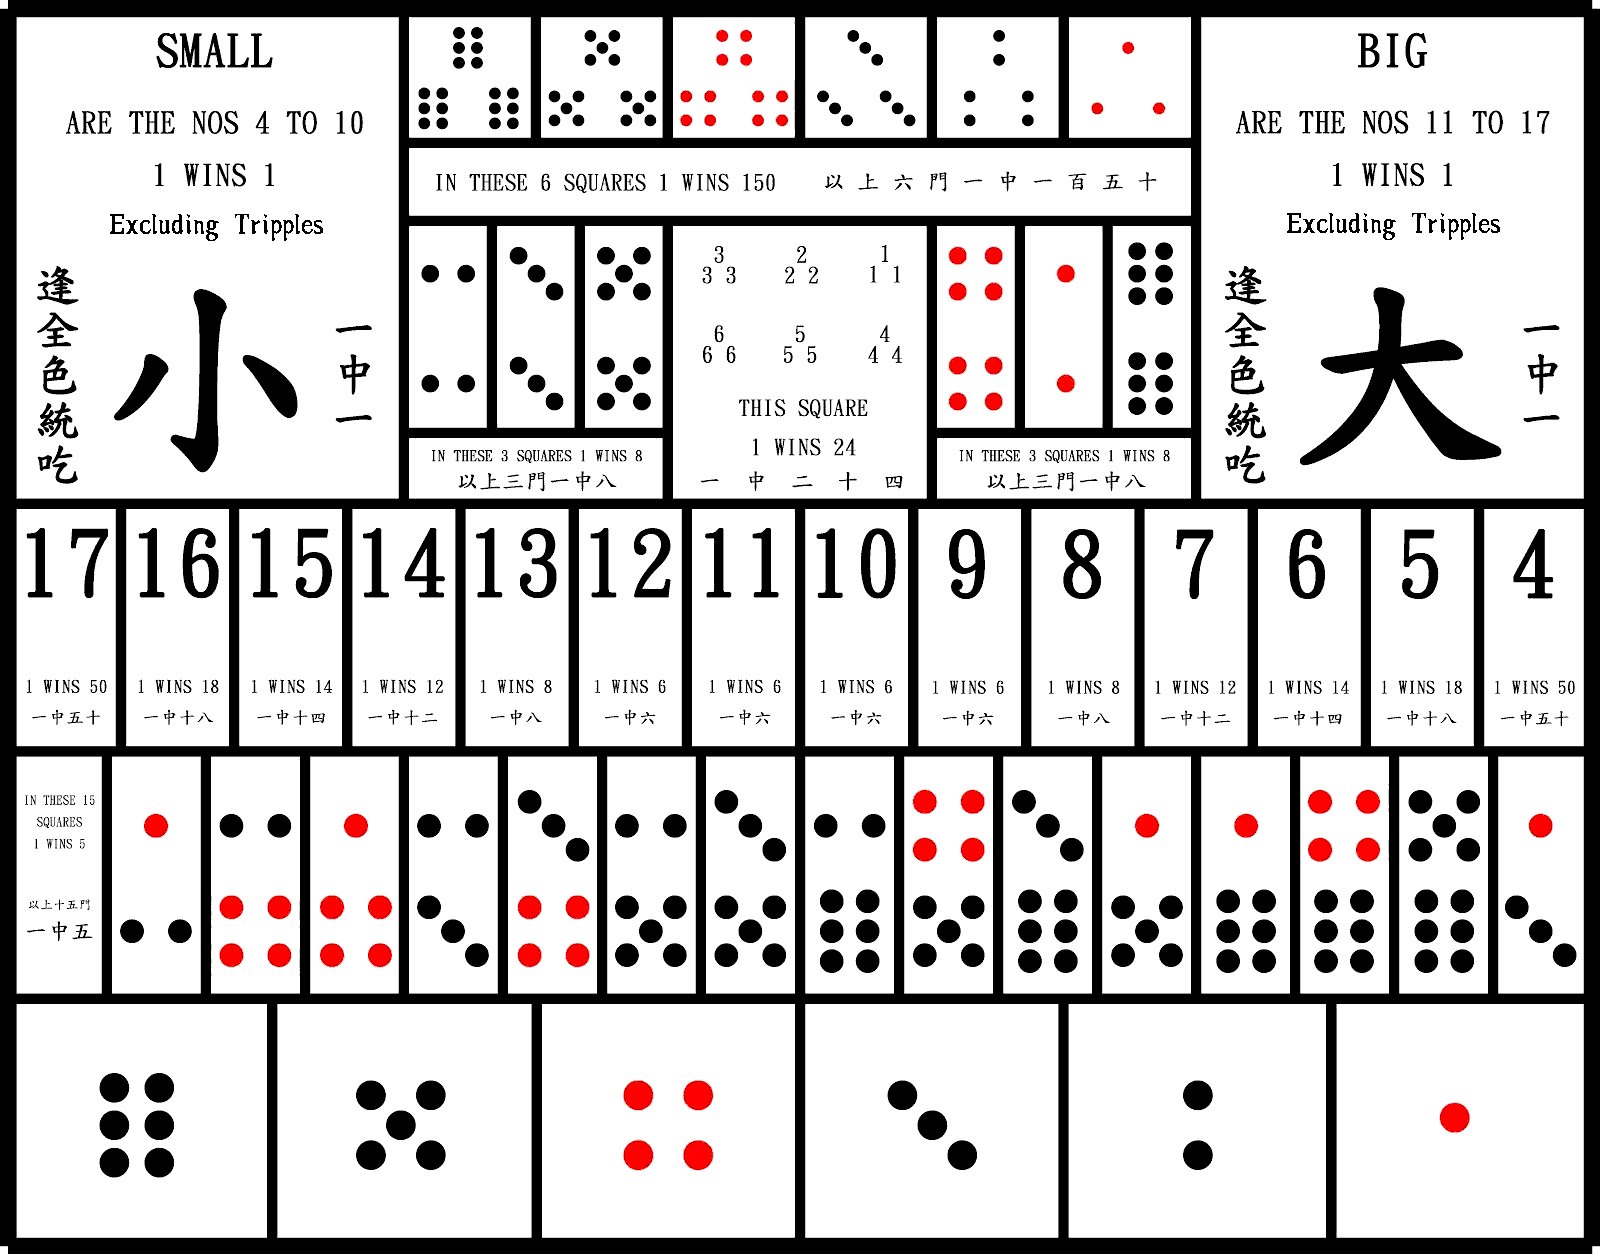 SMALL
ARE THE NOS 4 TO 10
1 WINS 1
Excluding Tripples
逢全色統吃
小
一中一
IN THESE 6 SQUARES 1 WINS 150 以上六門一中一百五十
3 2 1
3 3 2 2 1 1
6 5 4
6 6 5 5 4 4
THIS SQUARE
1 WINS 24
一中二十四
IN THESE 3 SQUARES 1 WINS 8
以上三門一中八
IN THESE 3 SQUARES 1 WINS 8
以上三門一中八
BIG
ARE THE NOS 11 TO 17
1 WINS 1
Excluding Tripples
逢全色統吃
大
一中一
17 16 15 14 13 12 11 10 9 8 7 6 5 4
1 WINS 50 1 WINS 18 1 WINS 14 1 WINS 12 1 WINS 8 1 WINS 6 1 WINS 6 1 WINS 6 1 WINS 6 1 WINS 8 1 WINS 12 1 WINS 14 1 WINS 18 1 WINS 50
一中五十 一中十八 一中十四 一中十二 一中八 一中六 一中六 一中六 一中六 一中八 一中十二 一中十四 一中十八 一中五十
IN THESE 15
SQUARES
1 WINS 5
以上十五門
一中五